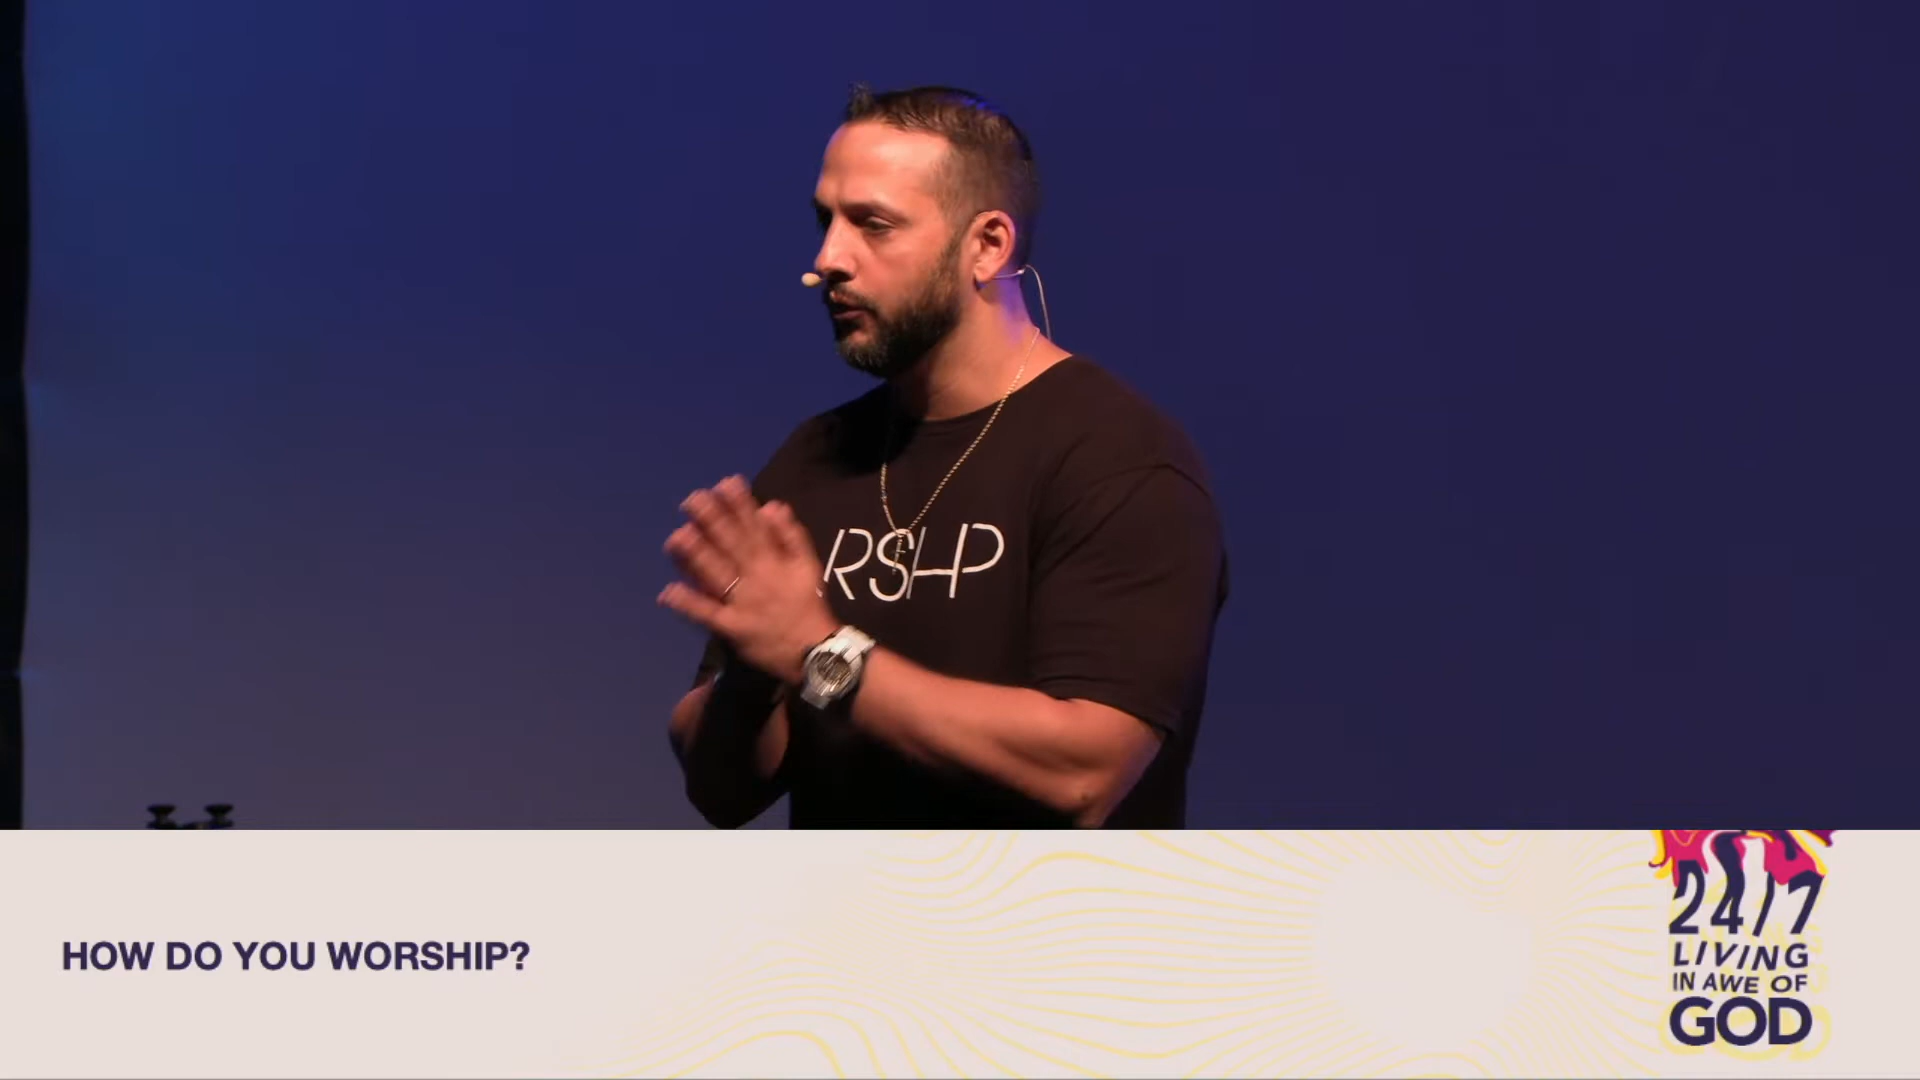 RSHP
HOW DO YOU WORSHIP?
24/7
LIVING
IN AWE OF
GOD